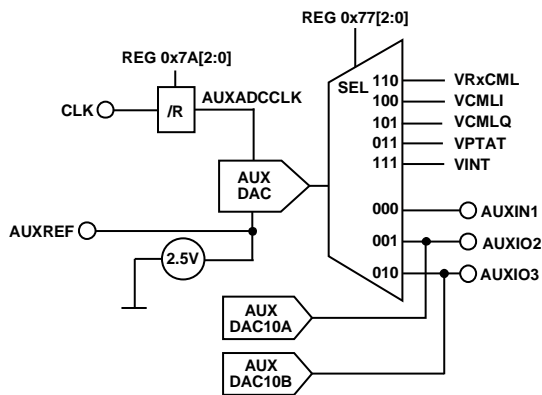 REG 0x77[2:0]
REG 0x7A[2:0]
CLK
/R
AUXADCCLK
SEL
110 VRxCML
100 VCMLI
101 VCMLQ
011 VPTAT
111 VINT
AUX
DAC
000 AUXIN1
AUXREF
001 AUXIO2
2.5V
010 AUXIO3
AUX
DAC10A
AUX
DAC10B